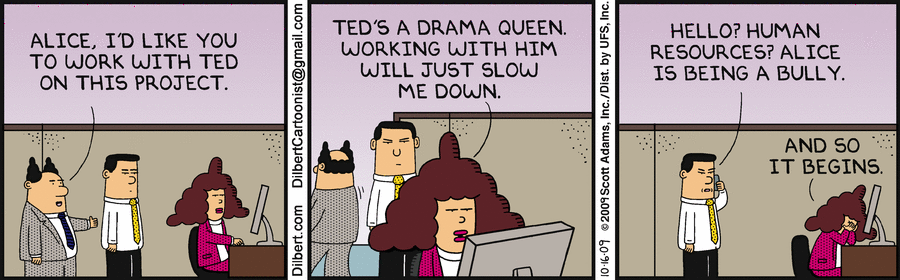 ALICE, I'D LIKE YOU
TO WORK WITH TED
ON THIS PROJECT.
Dilbert.com DilbertCartoonist@gmail.com
TED'S A DRAMA QUEEN.
WORKING WITH HIM
WILL JUST SLOW
ME DOWN.
10-16-09 ©2009 Scott Adams, Inc./Dist. by UFS, Inc.
HELLO? HUMAN
RESOURCES? ALICE
IS BEING A BULLY.
AND SO
IT BEGINS.